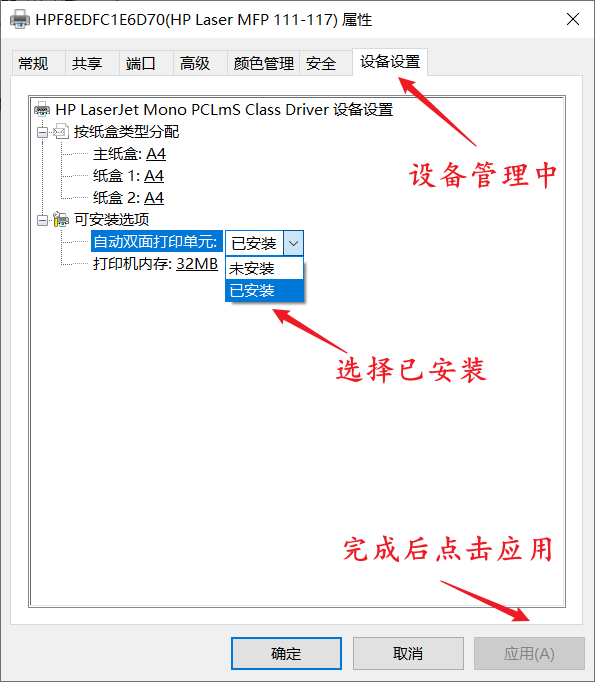 HPF8EDFC1E6D70(HP Laser MFP 111-117) 属性
常规 共享 端口 高级 颜色管理 安全 设备设置
HP LaserJet Mono PCLmS Class Driver 设备设置
按纸盒类型分配
主纸盒: A4
纸盒 1: A4
纸盒 2: A4
设备管理中
可安装选项
自动双面打印单元: 已安装
未安装
打印机内存: 32MB
已安装
选择已安装
完成后点击应用
确定 取消 应用(A)